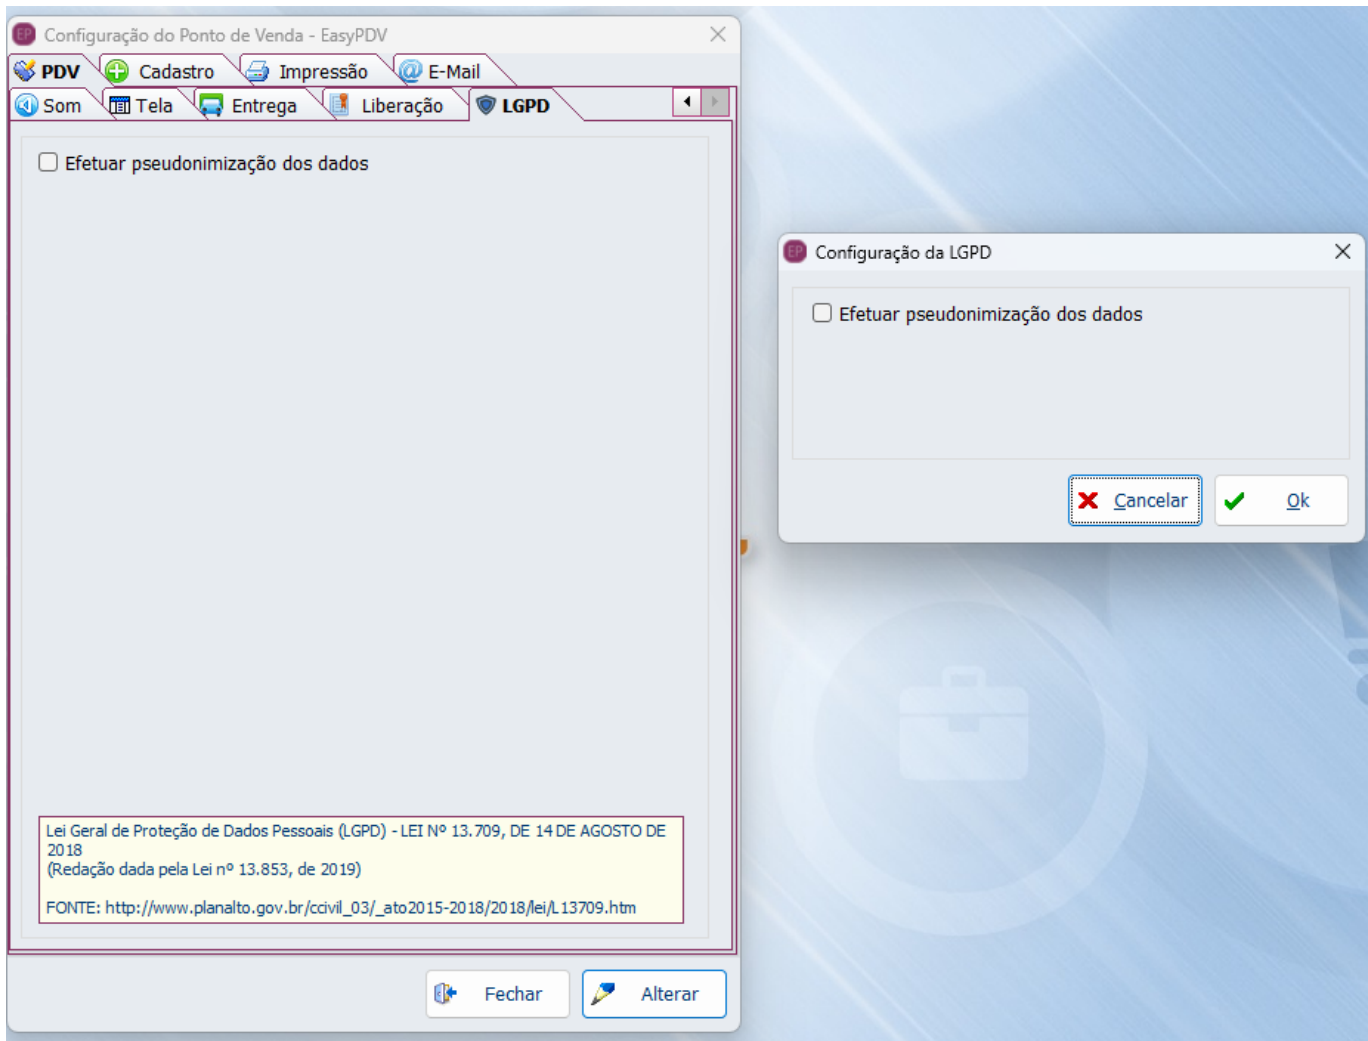 EP Configuração do Ponto de Venda - EasyPDV
PDV Cadastro Impressão E-Mail
Som Tela Entrega Liberação LGPD
Efetuar pseudonimização dos dados
Lei Geral de Proteção de Dados Pessoais (LGPD) - LEI Nº 13.709, DE 14 DE AGOSTO DE
2018
(Redação dada pela Lei nº 13.853, de 2019)
FONTE: http://www.planalto.gov.br/ccivil_03/_ato2015-2018/2018/lei/L13709.htm
Fechar Alterar
EP Configuração da LGPD
Efetuar pseudonimização dos dados
Cancelar Ok